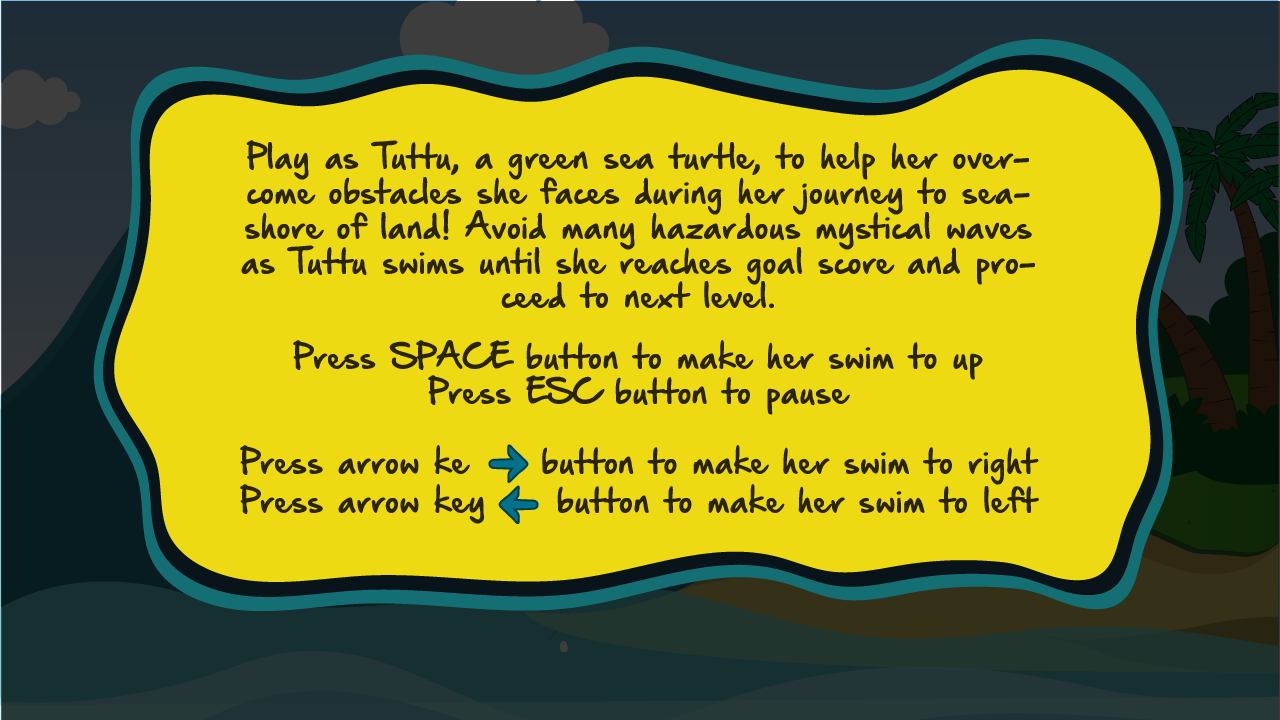 Play as Tuttu, a green sea turtle, to help her over-
come obstacles she faces during her journey to sea-
shore of land! Avoid many hazardous mystical waves
as Tuttu swims until she reaches goal score and pro-
ceed to next level.
Press SPACE button to make her swim to up
Press ESC button to pause
Press arrow ke → button to make her swim to right
Press arrow key ← button to make her swim to left